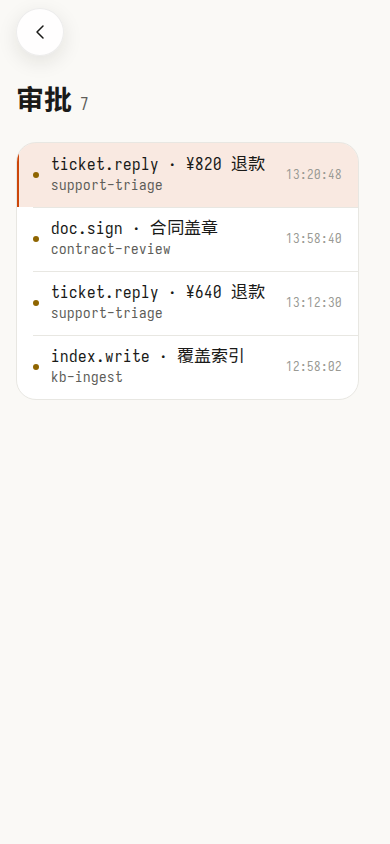 审批 7
ticket.reply · ¥820 退款
support-triage
13:20:48
doc.sign · 合同盖章
contract-review
13:58:40
ticket.reply · ¥640 退款
support-triage
13:12:30
index.write · 覆盖索引
kb-ingest
12:58:02